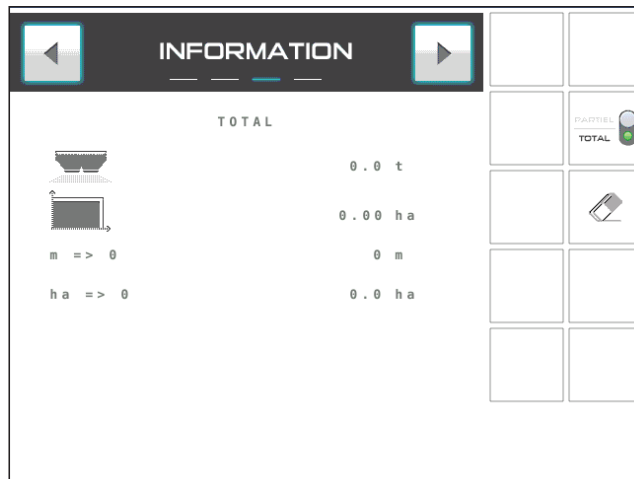 INFORMATION
TOTAL
PARTIEL
TOTAL
0.0 t
0.00 ha
m => 0 0 m
ha => 0 0.0 ha